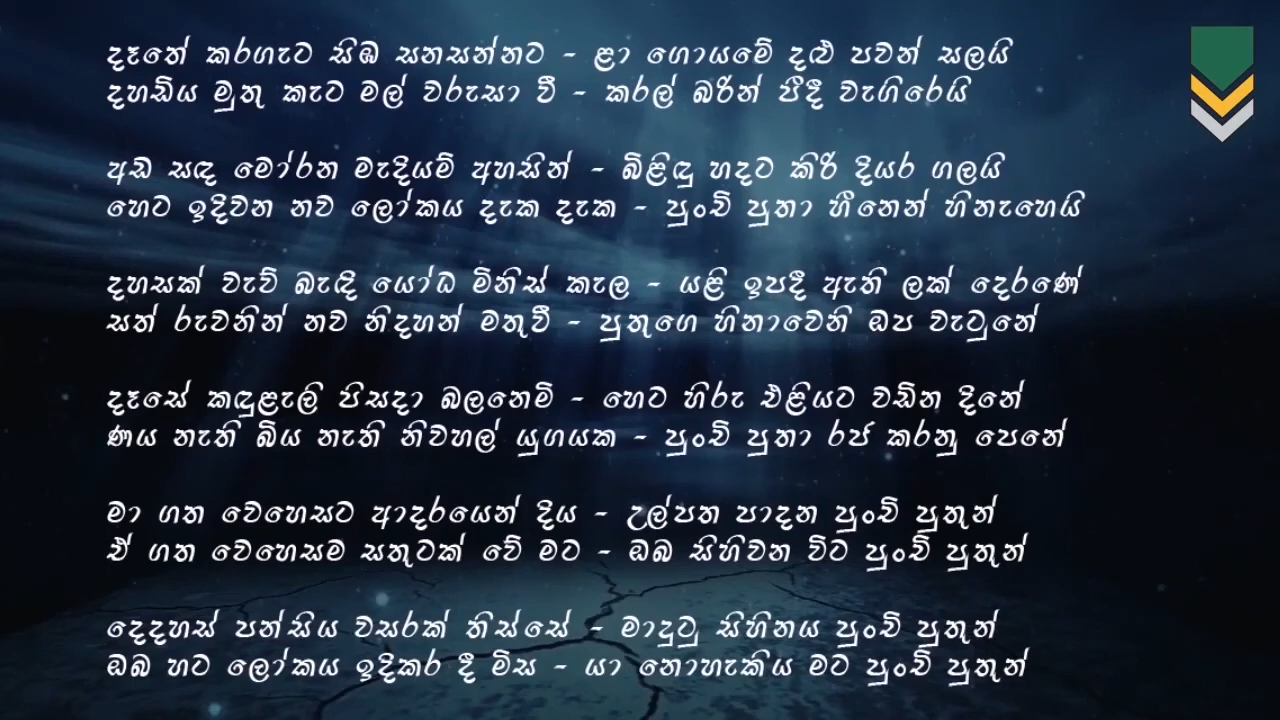 දෑතේ කරගැට සිඹ සනසන්නට - ළා ගොයමේ දළු පවන් සලයි
දහඩිය මුතු කැට මල් වරුසා වී - කරල් බරින් පීදී වැගිරෙයි
අඩ සඳ මෝරන මැදියම් අහසින් - බිළිඳු හදට කිරි දියර ගලයි
හෙට ඉදිවන නව ලෝකය දැක දැක - පුංචි පුතා හීනෙන් හිනැහෙයි
දහසක් වැව් බැඳි යෝධ මිනිස් කැල - යළි ඉපදී ඇති ලක් දෙරණේ
සත් රුවනින් නව නිදහන් මතුවී - පුතුගෙ හිනාවෙනි ඔප වැටුනේ
දෑසේ කඳුළැලි පිසදා බලනෙමි - හෙට හිරු එළියට වඩින දිනේ
ණය නැති බිය නැති නිවහල් යුගයක - පුංචි පුතා රජ කරනු පෙනේ
මා ගත වෙහෙසට ආදරයෙන් දිය - උල්පත පාදන පුංචි පුතුන්
ඒ ගත වෙහෙසම සතුටක් වේ මට - ඔබ සිහිවන විට පුංචි පුතුන්
දෙදහස් පන්සිය වසරක් තිස්සේ - මාදුටු සිහිනය පුංචි පුතුන්
ඔබ හට ලෝකය ඉදිකර දී මිස - යා නොහැකිය මට පුංචි පුතුන්